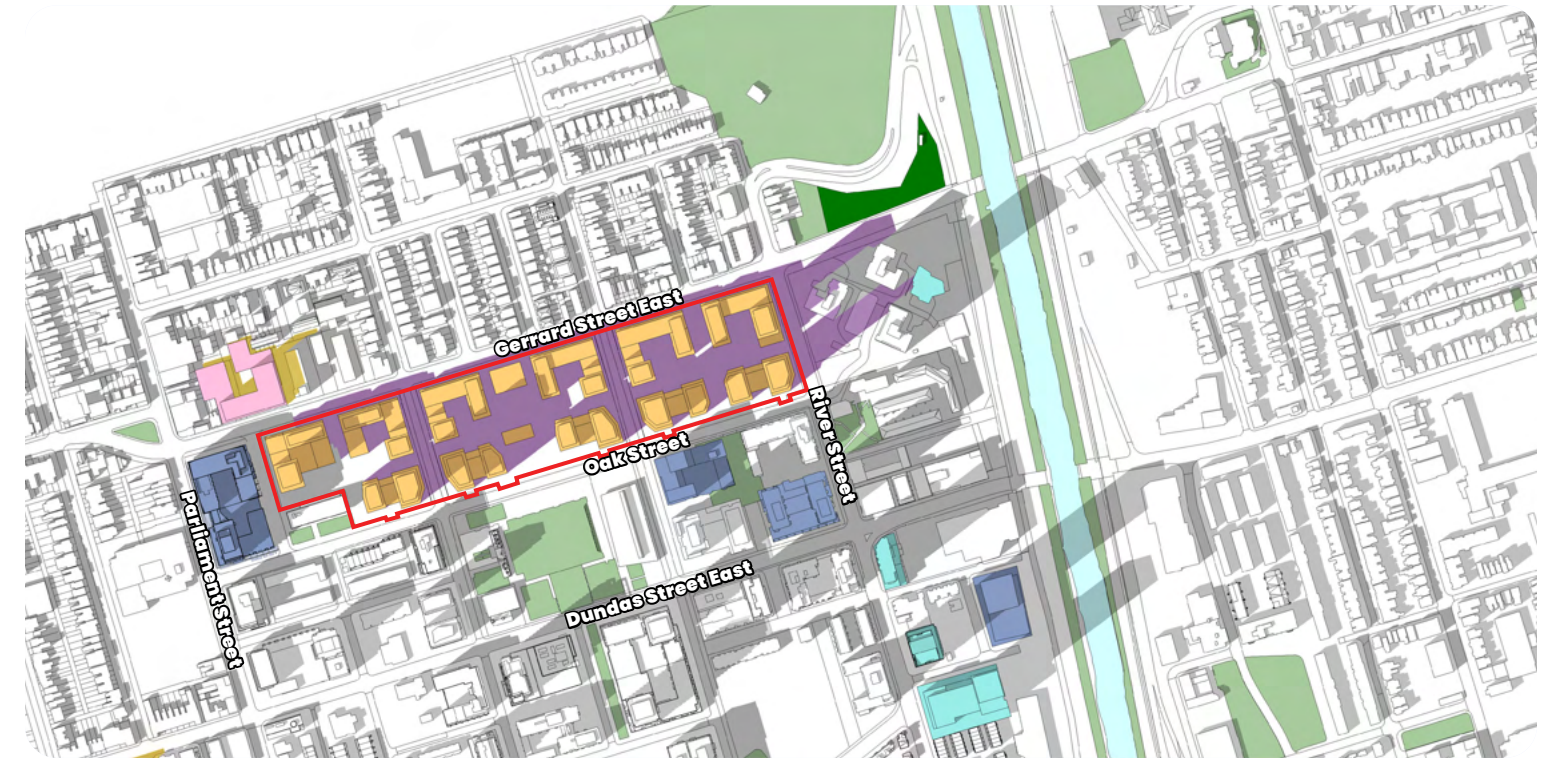 Gerrard Street East
River Street
Oak Street
Parliament Street
Dundas Street East